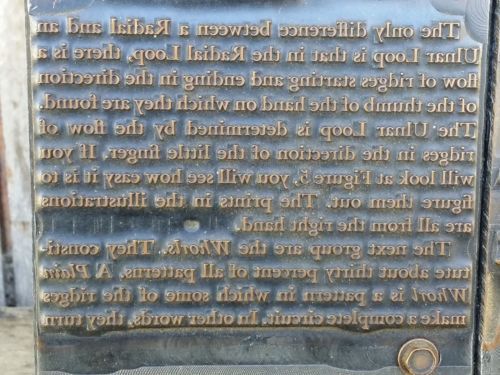 The only difference between a Radial and an
Ulnar Loop is that in the Radial Loop, there is a
flow of ridges starting and ending in the direction
of the thumb of the hand on which they are found.
The Ulnar Loop is determined by the flow of
ridges in the direction of the little finger. If you
will look at Figure 5, you will see how easy it is to
figure them out. The prints in the illustrations
are all from the right hand.
The next group are the Whorls. They consti-
tute about thirty percent of all patterns. A Plain
Whorl is a pattern in which some of the ridges
make a complete circuit. In other words, they turn